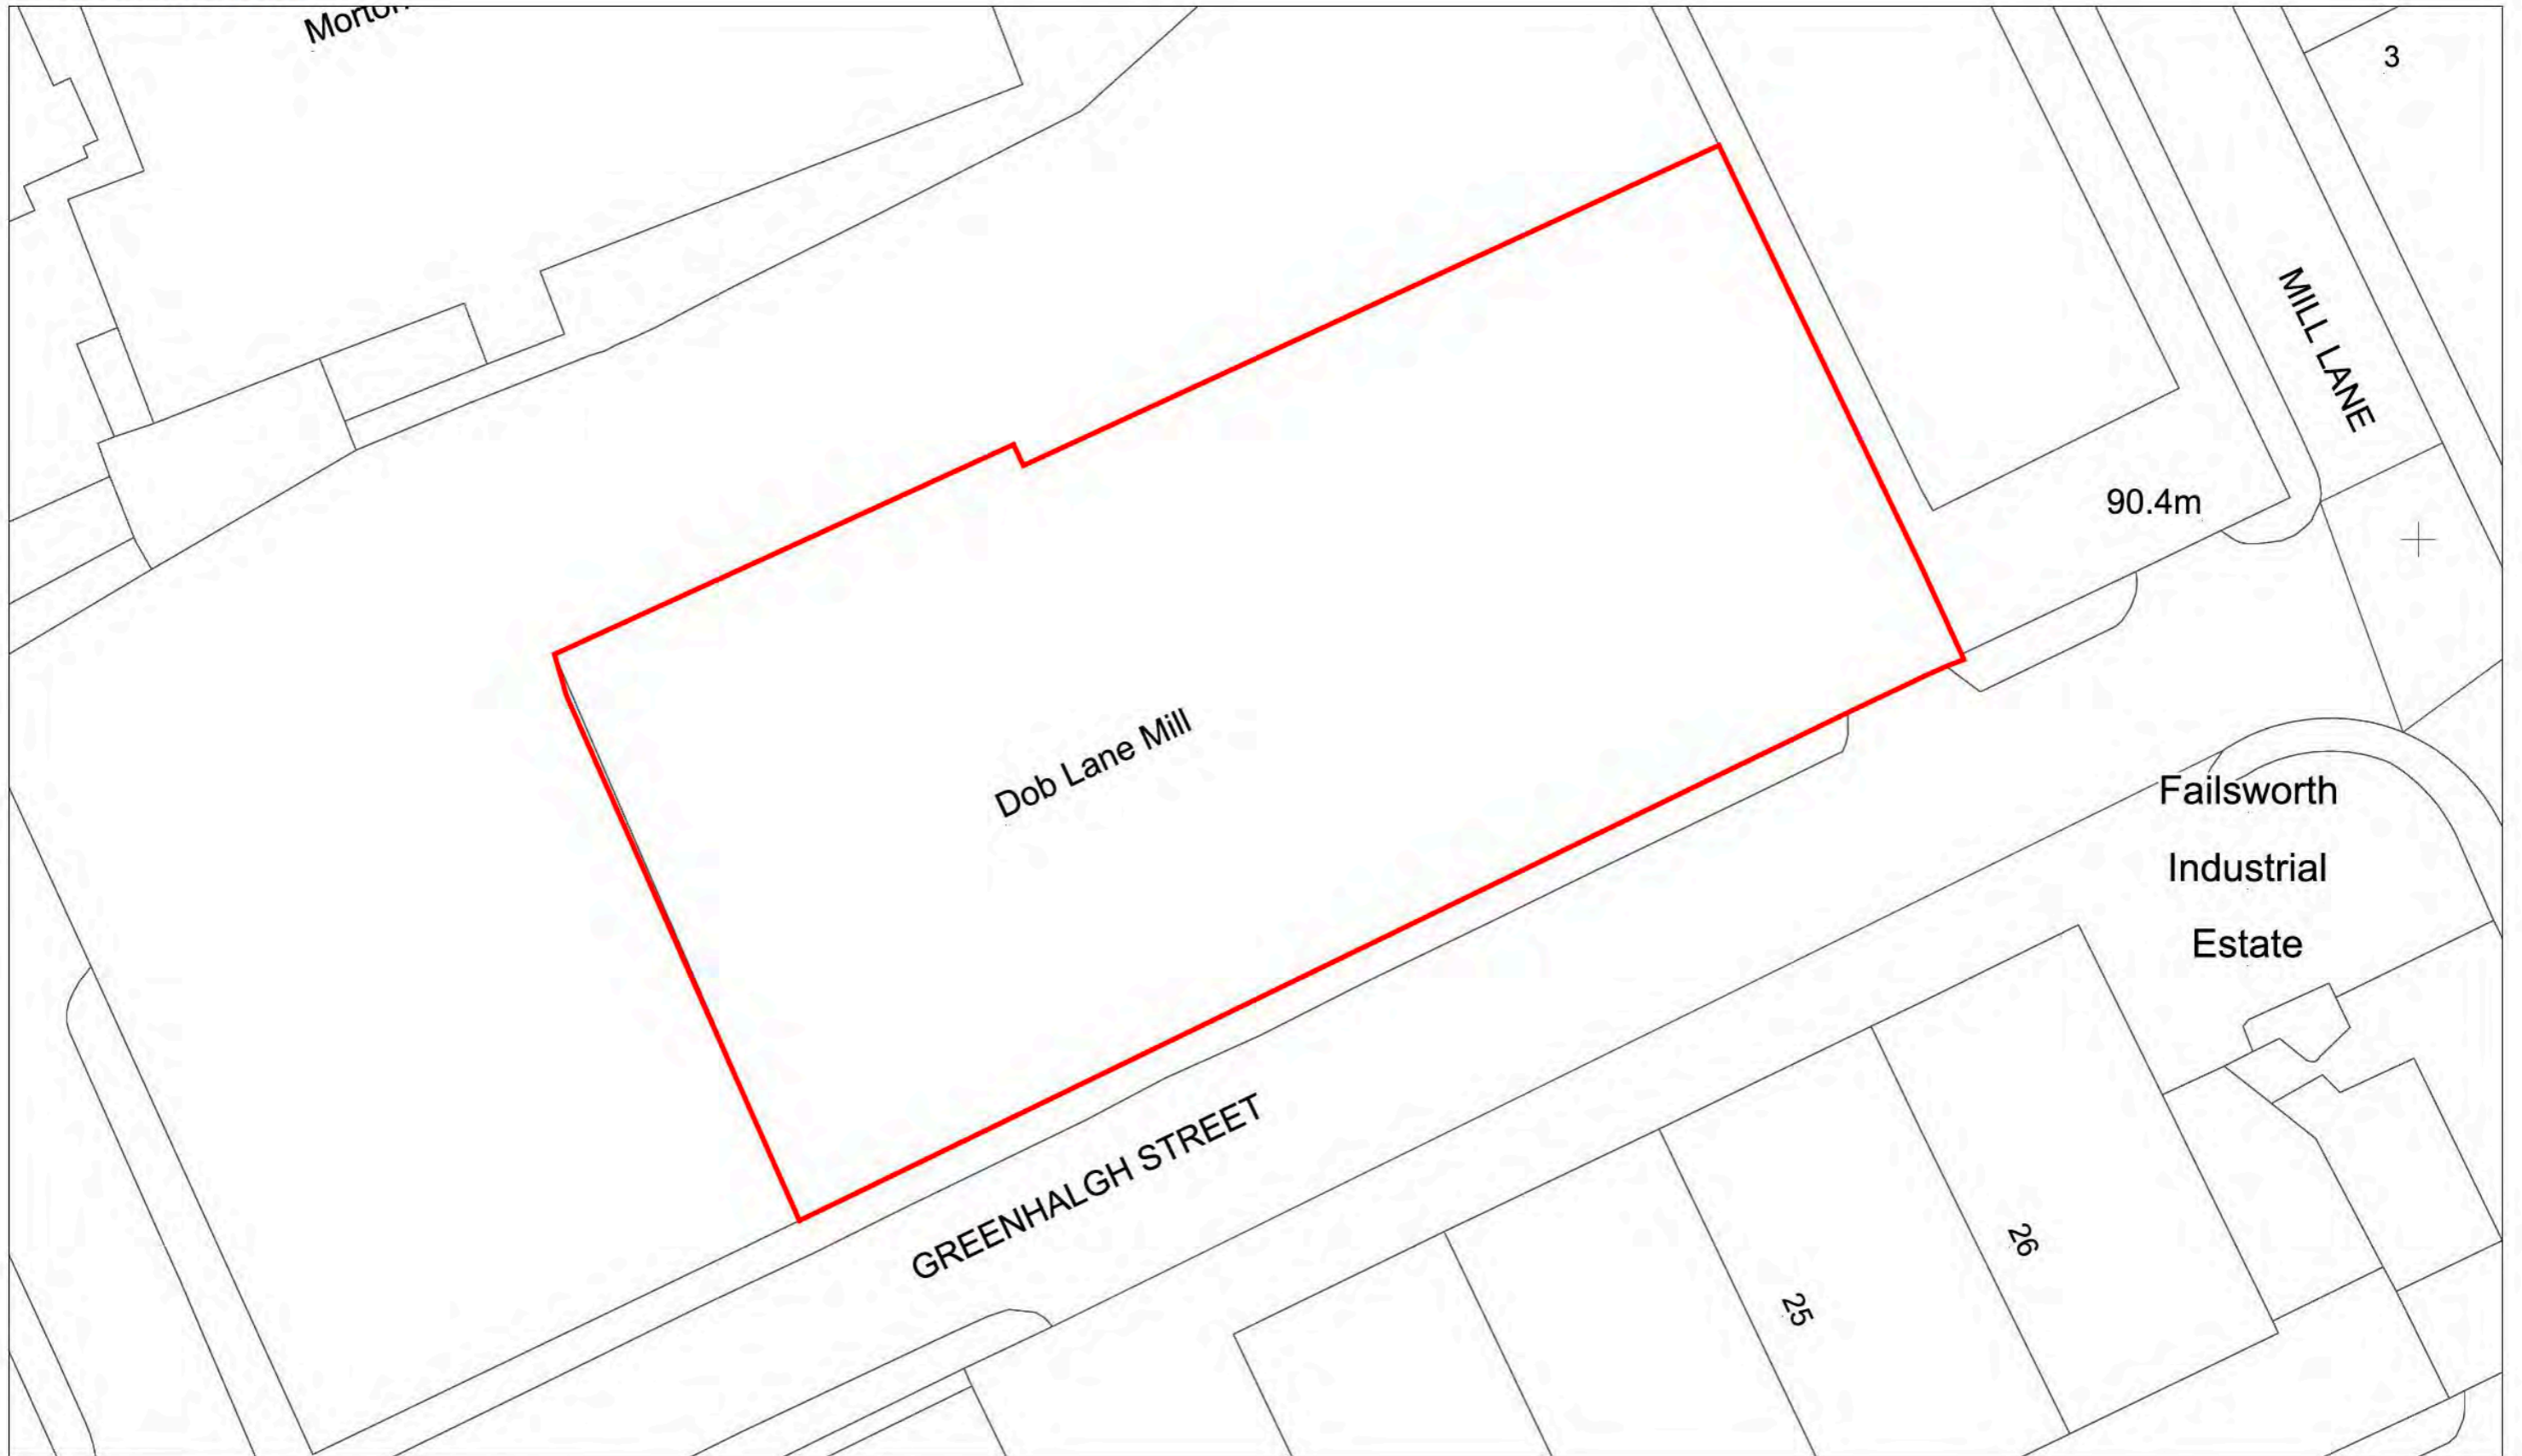 3
MILL LANE
90.4m
Dob Lane Mill
Failsworth
Industrial
Estate
GREENHALGH STREET
26
25